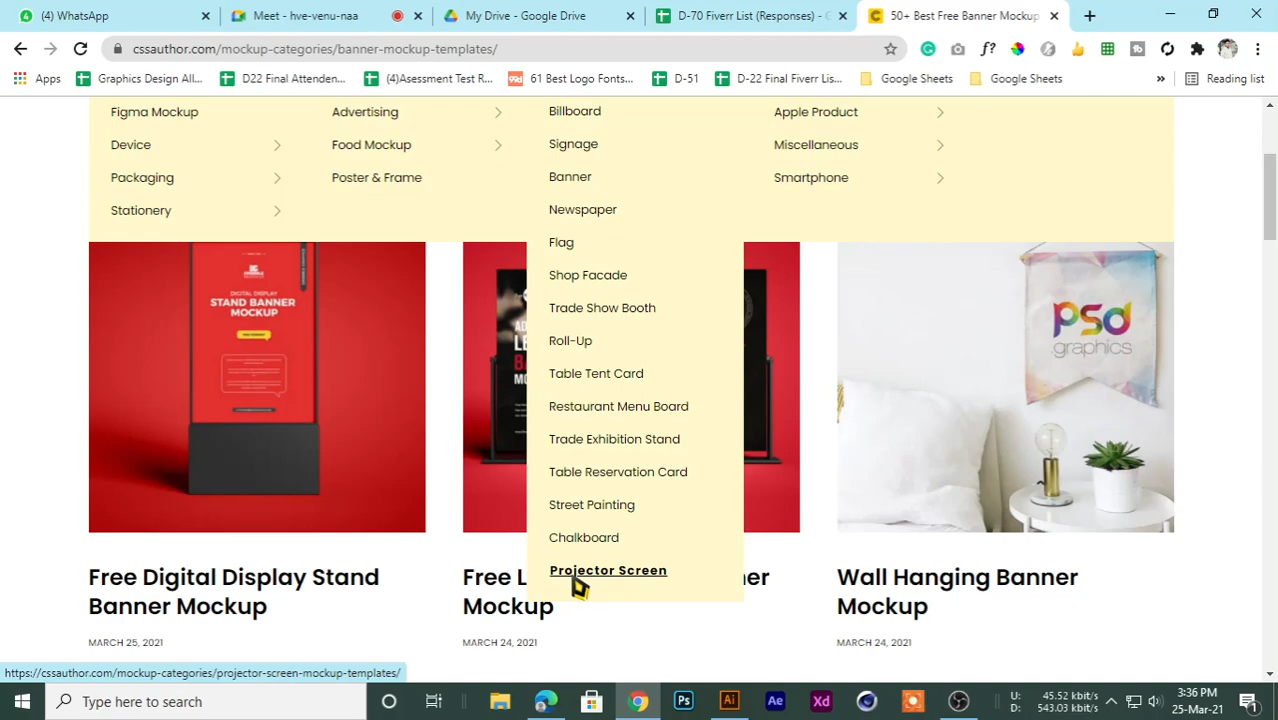 (4) WhatsApp
Meet - hve-venu-naa
My Drive - Google Drive
D-70 Fiverr List (Responses) - G
50+ Best Free Banner Mockup
cssauthor.com/mockup-categories/banner-mockup-templates/
Apps
Graphics Design All...
D22 Final Attenden...
(4)Asessment Test R...
61 Best Logo Fonts...
D-51
D-22 Final Fiverr Lis...
Google Sheets
Google Sheets
Reading list
Figma Mockup
Advertising
Billboard
Apple Product
Device
Food Mockup
Signage
Miscellaneous
Packaging
Poster & Frame
Banner
Smartphone
Stationery
Newspaper
Flag
Shop Facade
Trade Show Booth
Roll-Up
Table Tent Card
Restaurant Menu Board
Trade Exhibition Stand
Table Reservation Card
Street Painting
Chalkboard
Projector Screen
DIGITAL DISPLAY
STAND BANNER
MOCKUP
psd
.graphics
Free Digital Display Stand
Banner Mockup
MARCH 25, 2021
Free L
er
Mockup
MARCH 24, 2021
Wall Hanging Banner
Mockup
MARCH 24, 2021
https://cssauthor.com/mockup-categories/projector-screen-mockup-templates/
Type here to search
U: 45.52 kbit/s
D: 543.03 kbit/s
3:36 PM
25-Mar-21